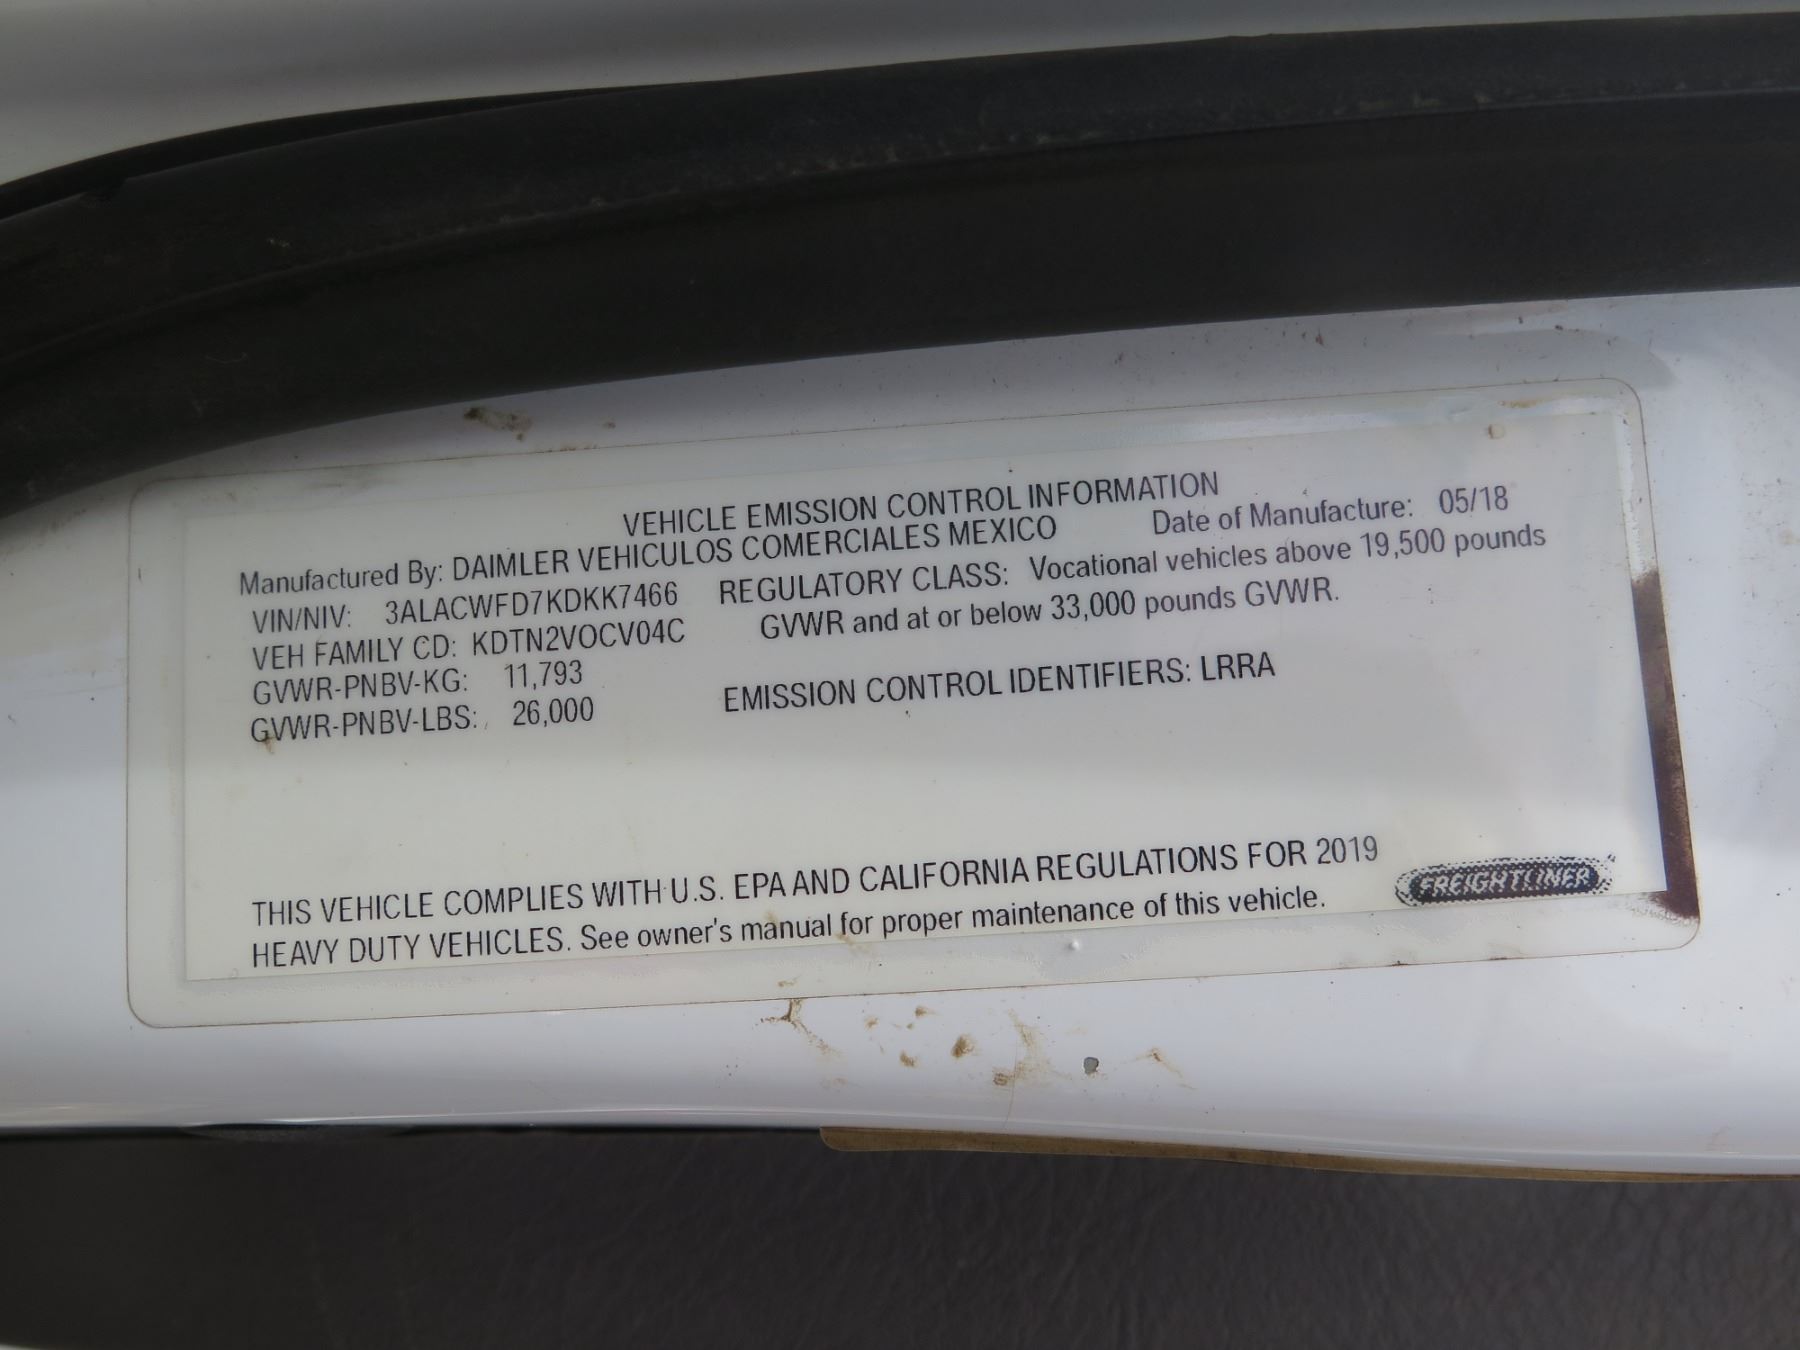 VEHICLE EMISSION CONTROL INFORMATION
Manufactured By: DAIMLER VEHICULOS COMERCIALES MEXICO Date of Manufacture: 05/18
VIN/NIV: 3ALACWFD7KDKK7466 REGULATORY CLASS: Vocational vehicles above 19,500 pounds
VEH FAMILY CD: KDTN2VOCV04C GVWR and at or below 33,000 pounds GVWR.
GVWR-PNBV-KG: 11,793
GVWR-PNBV-LBS: 26,000 EMISSION CONTROL IDENTIFIERS: LRRA
THIS VEHICLE COMPLIES WITH U.S. EPA AND CALIFORNIA REGULATIONS FOR 2019
HEAVY DUTY VEHICLES. See owner's manual for proper maintenance of this vehicle.
FREIGHTLINER